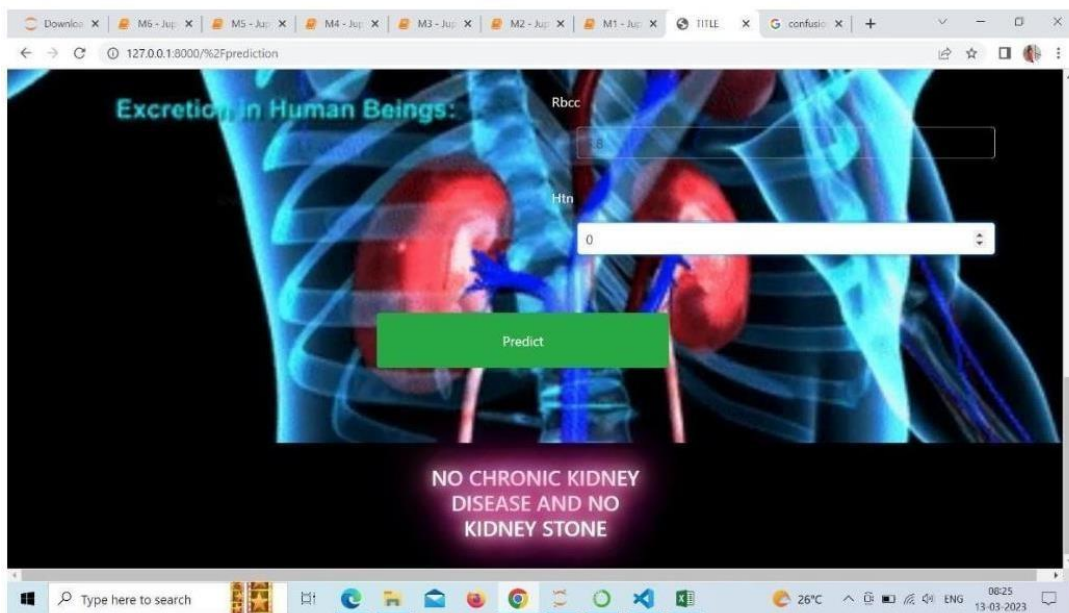 Downloa
M6 - Jup
M5 - Jup
M4 - Jup
M3 - Jup
M2 - Jup
M1 - Jup
TITLE
confusio
127.0.0.1:8000/%2Fprediction
Excretion in Human Beings:
Rbcc
Htn
0
Predict
NO CHRONIC KIDNEY
DISEASE AND NO
KIDNEY STONE
Type here to search
26°C
ENG
08:25
13-03-2023